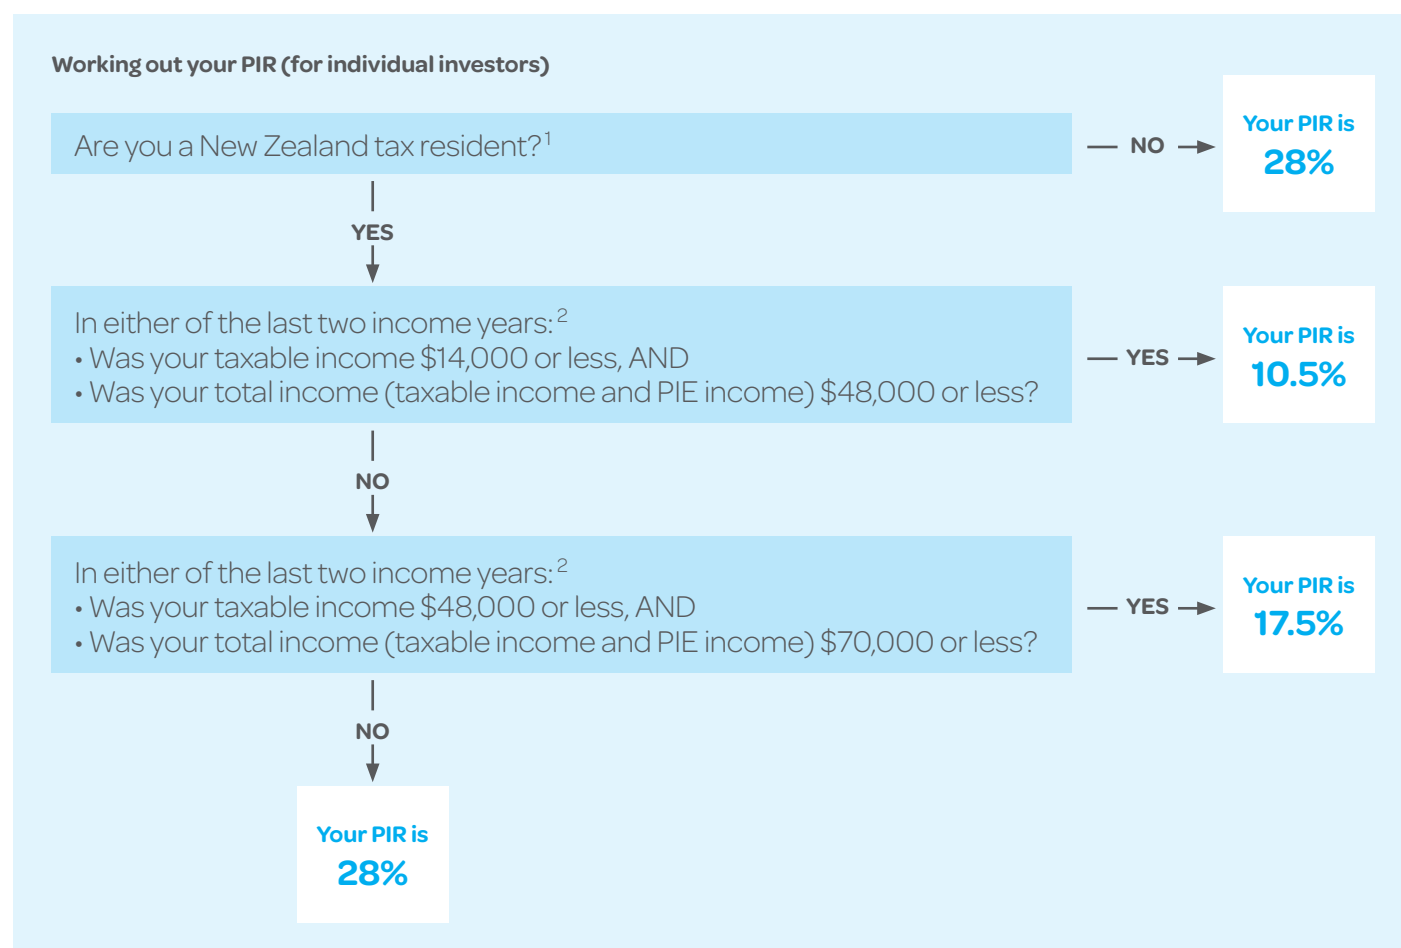 Working out your PIR (for individual investors)
Are you a New Zealand tax resident?1
NO
Your PIR is
28%
YES
In either of the last two income years:2
• Was your taxable income $14,000 or less, AND
• Was your total income (taxable income and PIE income) $48,000 or less?
YES
Your PIR is
10.5%
NO
In either of the last two income years:2
• Was your taxable income $48,000 or less, AND
• Was your total income (taxable income and PIE income) $70,000 or less?
YES
Your PIR is
17.5%
NO
Your PIR is
28%